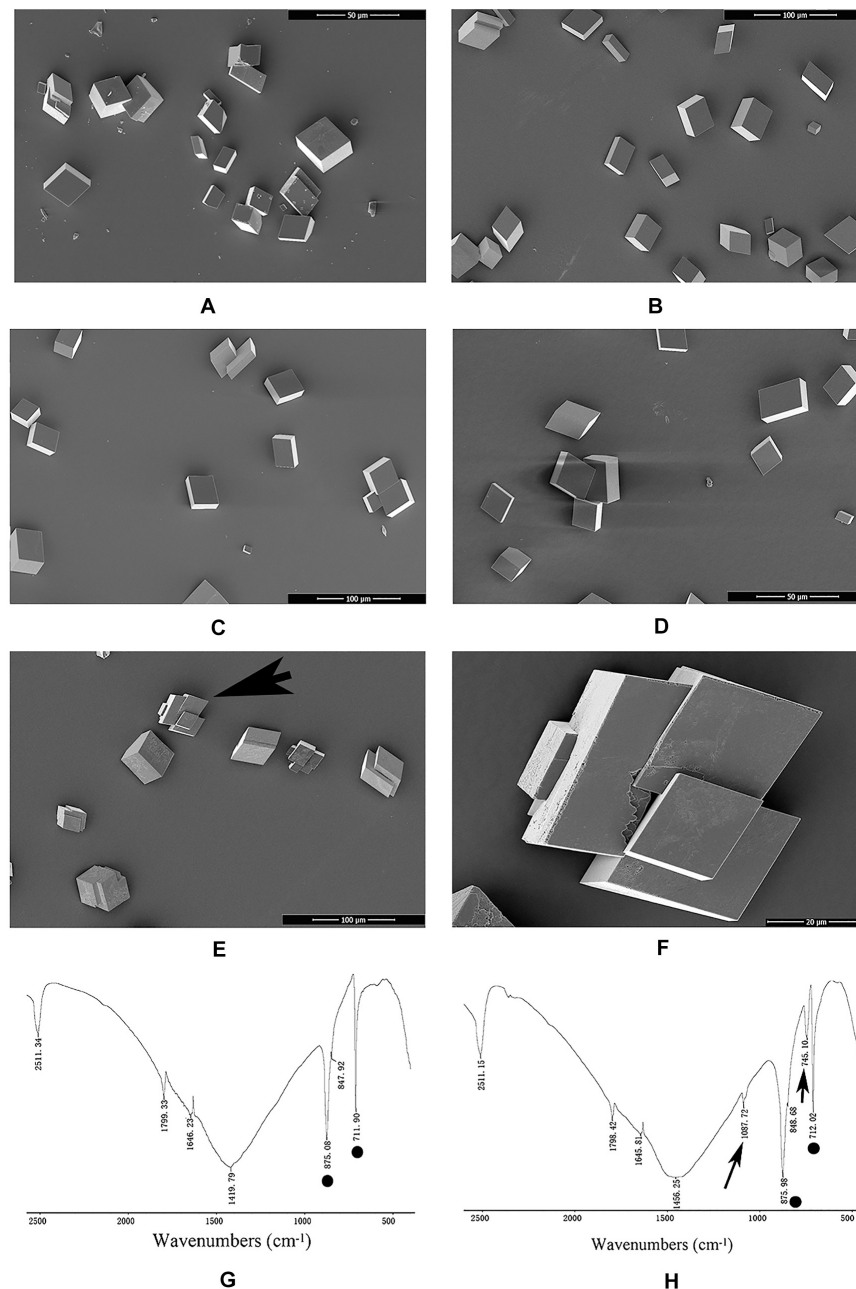 50 µm
100 µm
A
B
100 µm
50 µm
C
D
100 µm
20 µm
E
F
2511. 34
1799. 33
1646. 23
1419. 79
875. 08
847. 92
711. 90
2500
2000
1500
1000
500
Wavenumbers (cm-1)
G
2511. 15
1798. 42
1645. 81
1456. 25
1087. 72
875. 98
848. 68
745. 10
712. 02
2500
2000
1500
1000
500
Wavenumbers (cm-1)
H